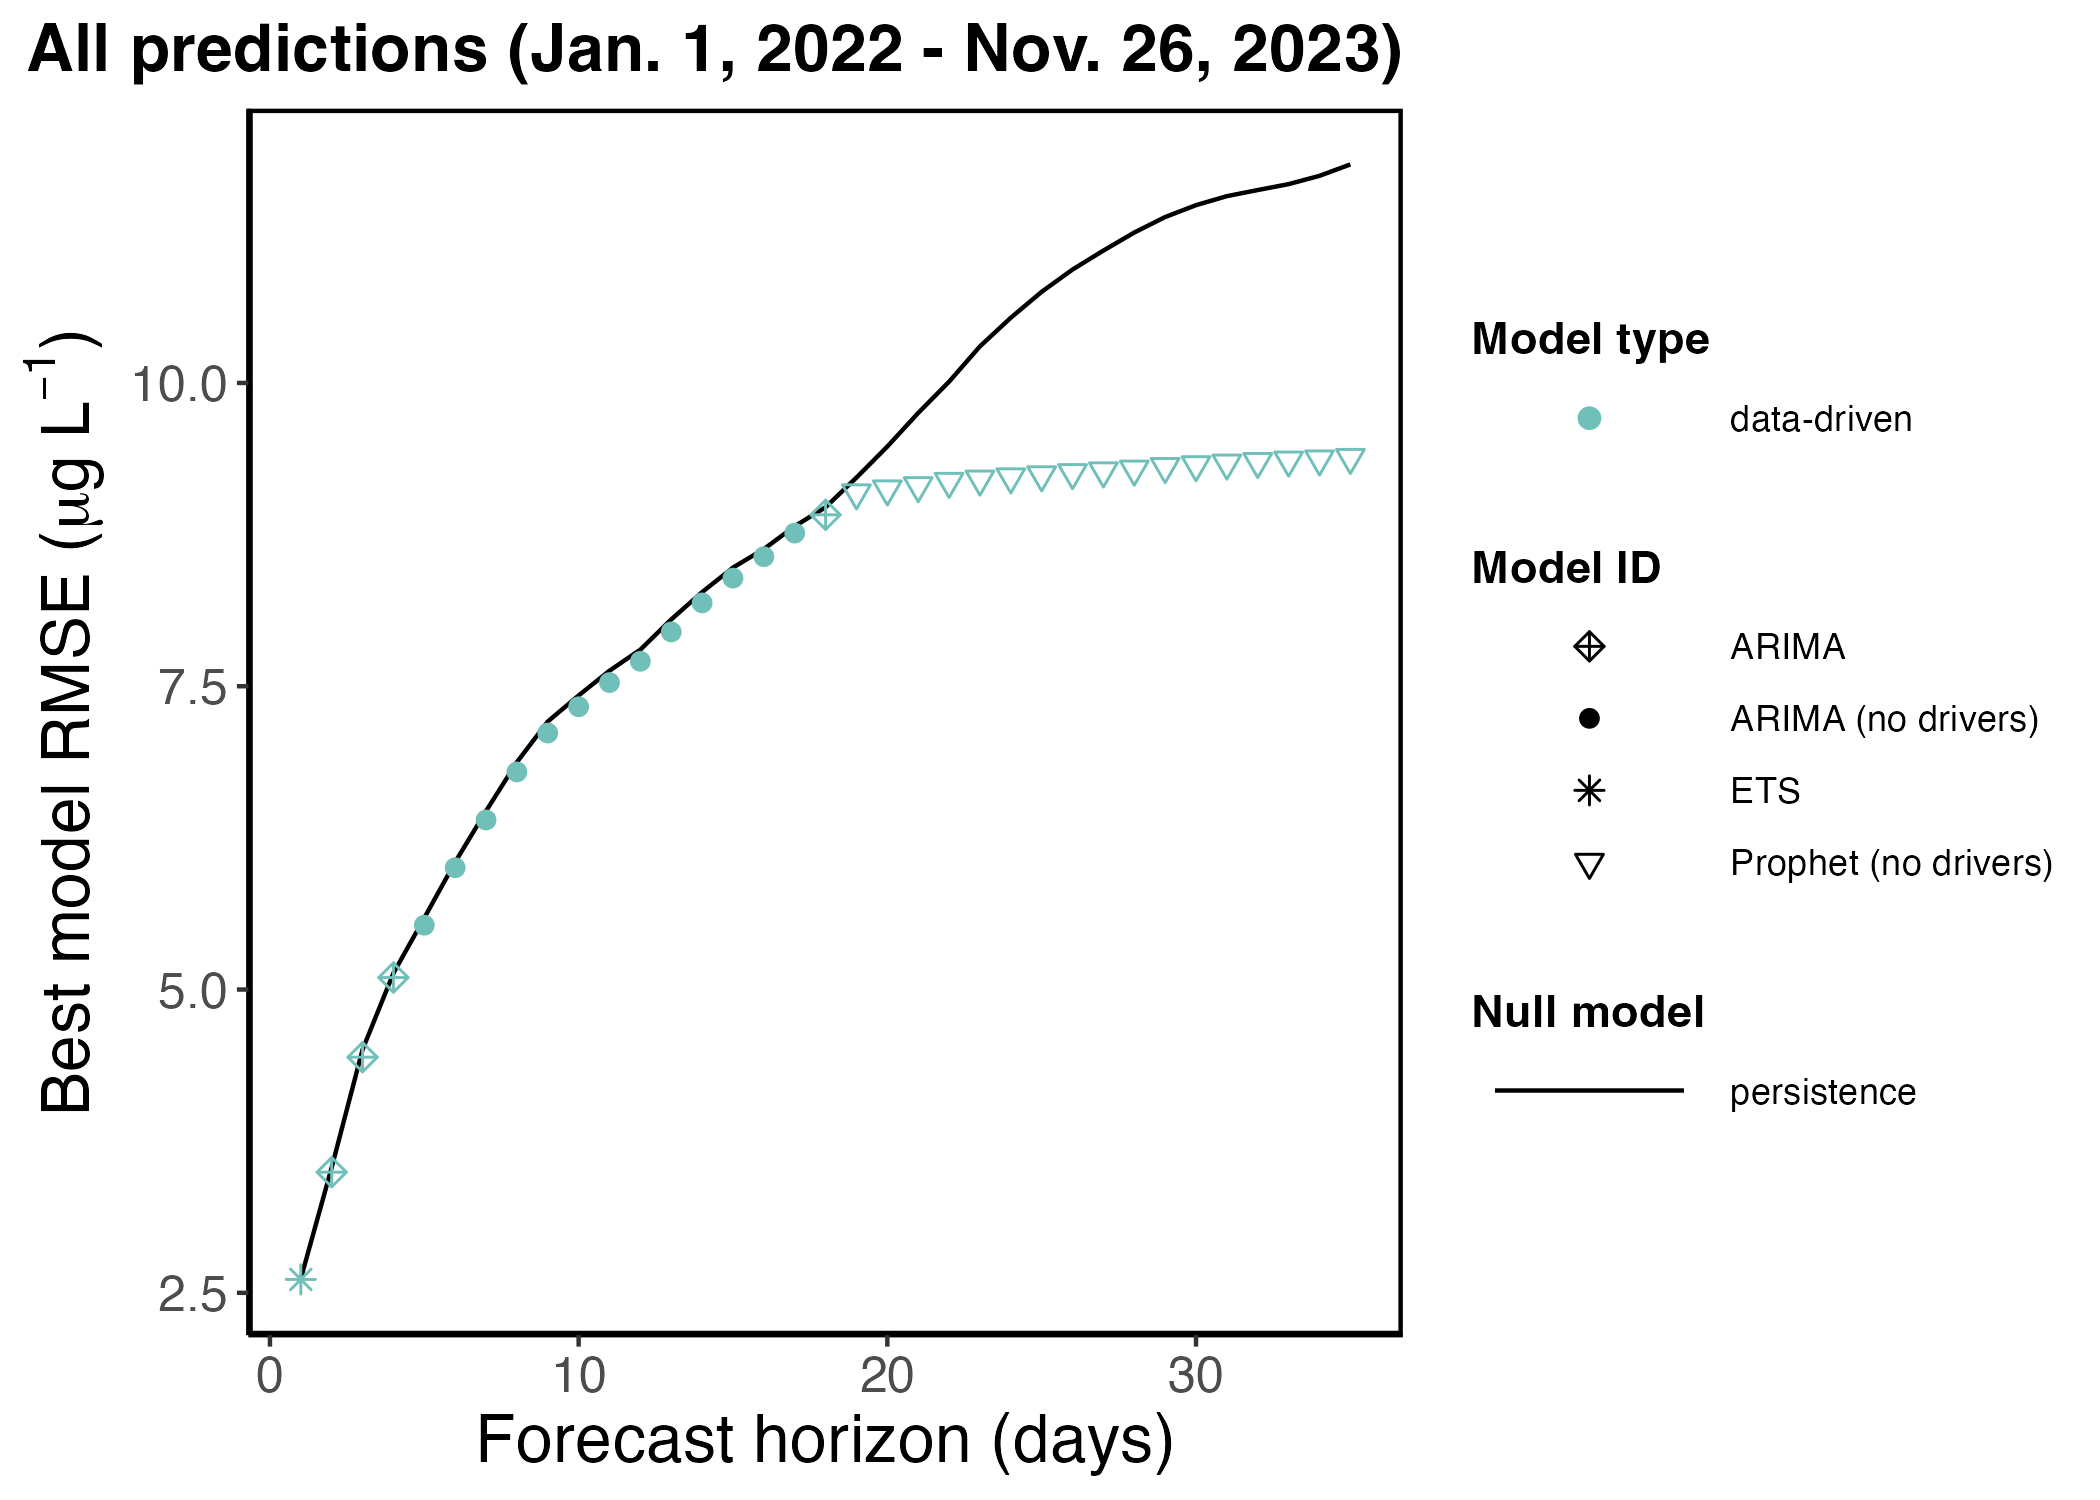 All predictions (Jan. 1, 2022 - Nov. 26, 2023)
Best model RMSE (μg L⁻¹)
10.0
7.5
5.0
2.5
0 10 20 30
Forecast horizon (days)
Model type
data-driven
Model ID
ARIMA
ARIMA (no drivers)
ETS
Prophet (no drivers)
Null model
persistence